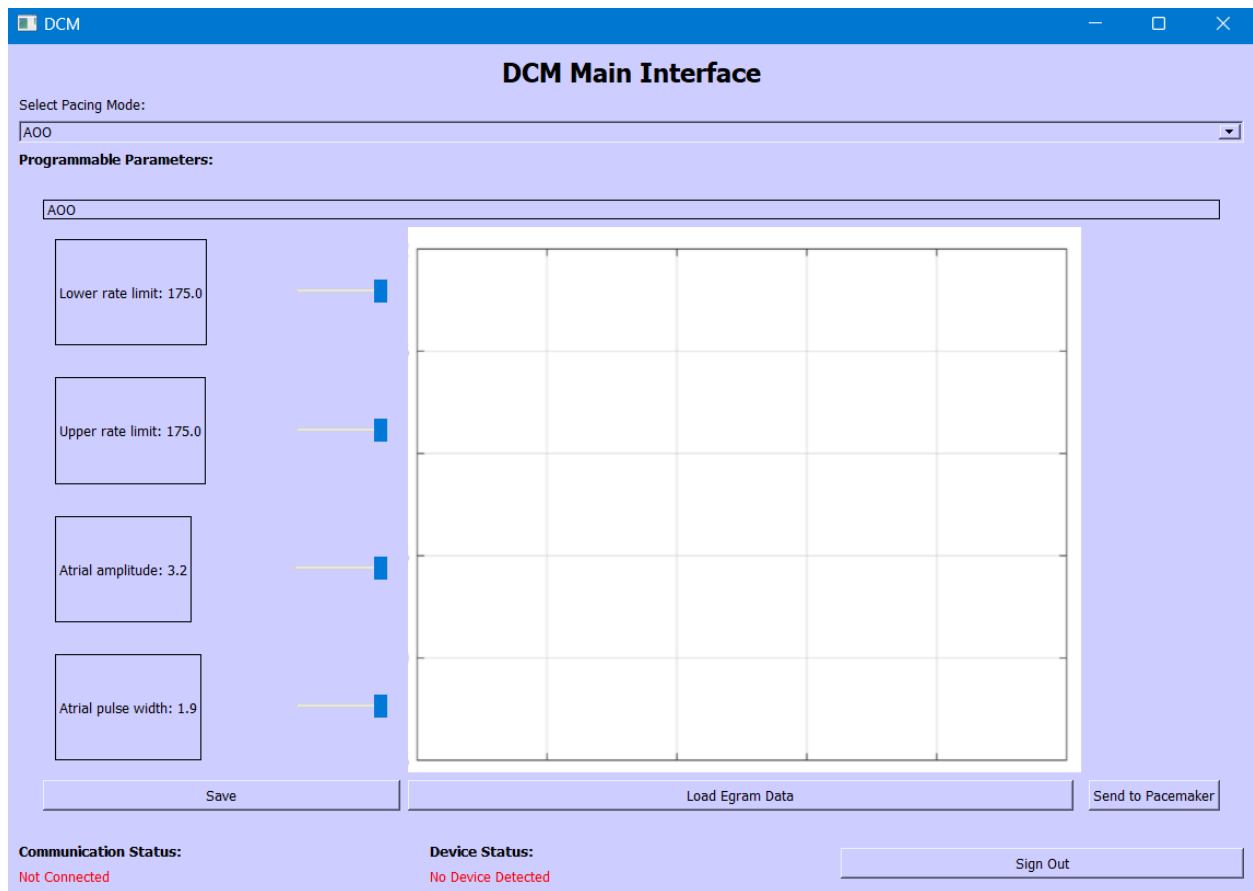 DCM
DCM Main Interface
Select Pacing Mode:
AOO
Programmable Parameters:
AOO
Lower rate limit: 175.0
Upper rate limit: 175.0
Atrial amplitude: 3.2
Atrial pulse width: 1.9
Save
Load Egram Data
Send to Pacemaker
Communication Status:
Not Connected
Device Status:
No Device Detected
Sign Out